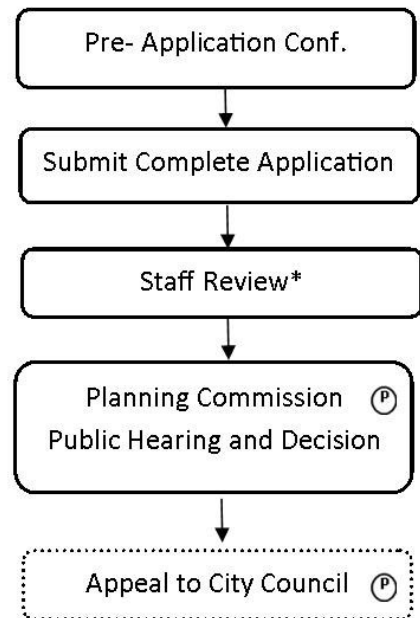 Pre- Application Conf.
Submit Complete Application
Staff Review*
Planning Commission Ⓟ
Public Hearing and Decision
Appeal to City Council Ⓟ